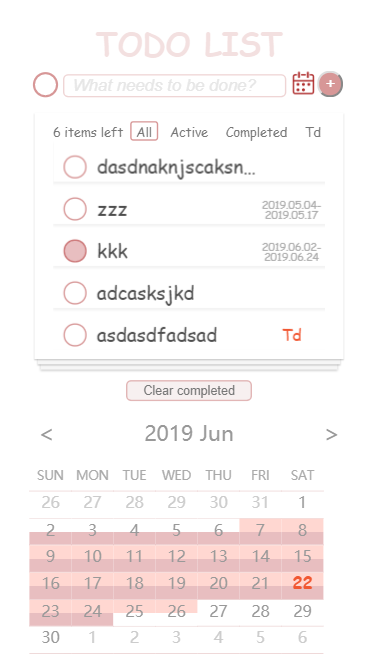 TODO LIST
What needs to be done? +
6 items left All Active Completed Td
dasdnaknjscaksn...
zzz 2019.05.04-
2019.05.17
kkk 2019.06.02-
2019.06.24
adcasksjkd
asdasdfadsad Td
Clear completed
< 2019 Jun >
SUN MON TUE WED THU FRI SAT
26 27 28 29 30 31 1
2 3 4 5 6 7 8
9 10 11 12 13 14 15
16 17 18 19 20 21 22
23 24 25 26 27 28 29
30 1 2 3 4 5 6